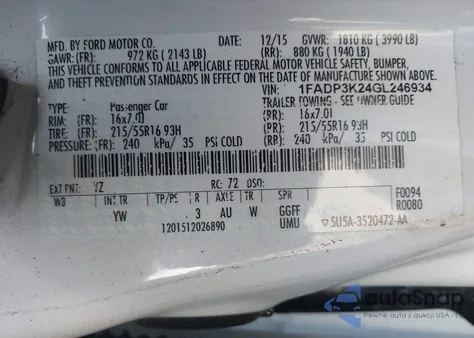 MFD. BY FORD MOTOR CO. DATE: 12/15 GVWR: 1810 KG ( 3990 LB)
GAWR: (FR): 972 KG ( 2143 LB) (RR): 880 KG ( 1940 LB)
THIS VEHICLE CONFORMS TO ALL APPLICABLE FEDERAL MOTOR VEHICLE SAFETY, BUMPER,
AND THEFT PREVENTION STANDARDS IN EFFECT ON THE DATE OF MANUFACTURE SHOWN ABOVE.
VIN: 1FADP3K24GL246934
TYPE: Passenger Car TRAILER TOWING - SEE OWNER GUIDE
RIM: (FR): 16x7.0J (RR): 16x7.0J
TIRE: (FR): 215/55R16 93H (RR): 215/55R16 93H
PRESSURE: (FR): 240 kPa/ 35 PSI COLD (RR): 240 kPa/ 35 PSI COLD
EXT PNT: YZ RC: 72 DSO: F0094
WB INT TR TP/PS R AXLE TR SPR R0080
YW 3 AU W GGFF
1201512026890 UMU ▽5U5A-3520472-AA
autoSnap
Pewne auta z aukcji USA - E